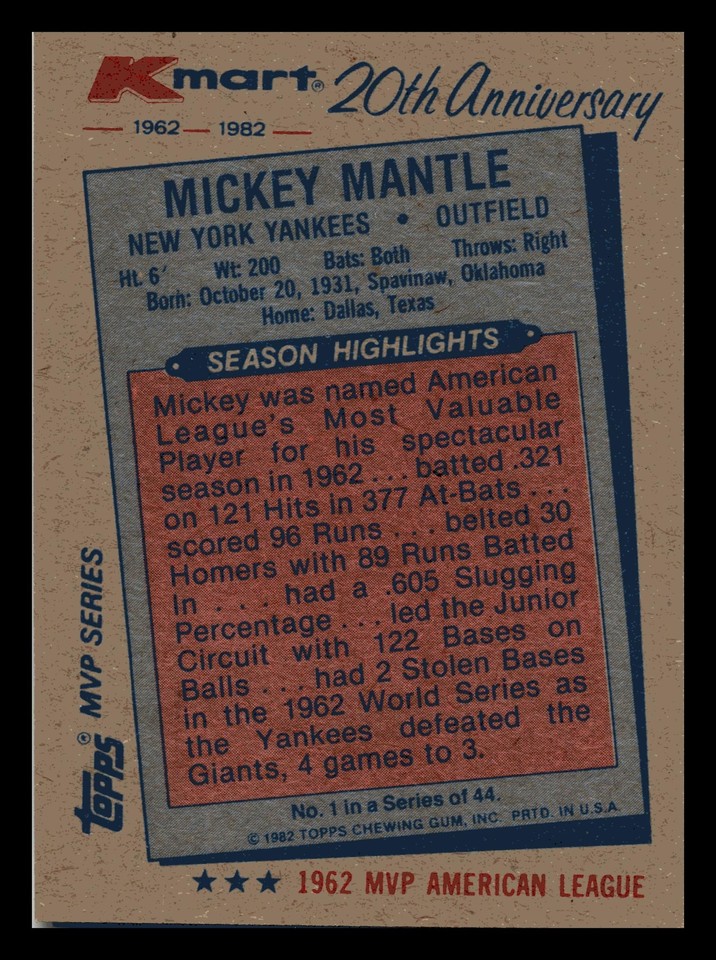 Kmart® 20th Anniversary
1962 — 1982
MICKEY MANTLE
NEW YORK YANKEES • OUTFIELD
Ht. 6' Wt: 200 Bats: Both Throws: Right
Born: October 20, 1931, Spavinaw, Oklahoma
Home: Dallas, Texas
SEASON HIGHLIGHTS
Mickey was named American
League's Most Valuable
Player for his spectacular
season in 1962 . . . batted .321
on 121 Hits in 377 At-Bats . . .
scored 96 Runs . . . belted 30
Homers with 89 Runs Batted
In . . . had a .605 Slugging
Percentage . . . led the Junior
Circuit with 122 Bases on
Balls . . . had 2 Stolen Bases
in the 1962 World Series as
the Yankees defeated the
Giants, 4 games to 3.
No. 1 in a Series of 44.
© 1982 TOPPS CHEWING GUM, INC. PRTD. IN U.S.A.
TOPPS® MVP SERIES
★★★ 1962 MVP AMERICAN LEAGUE